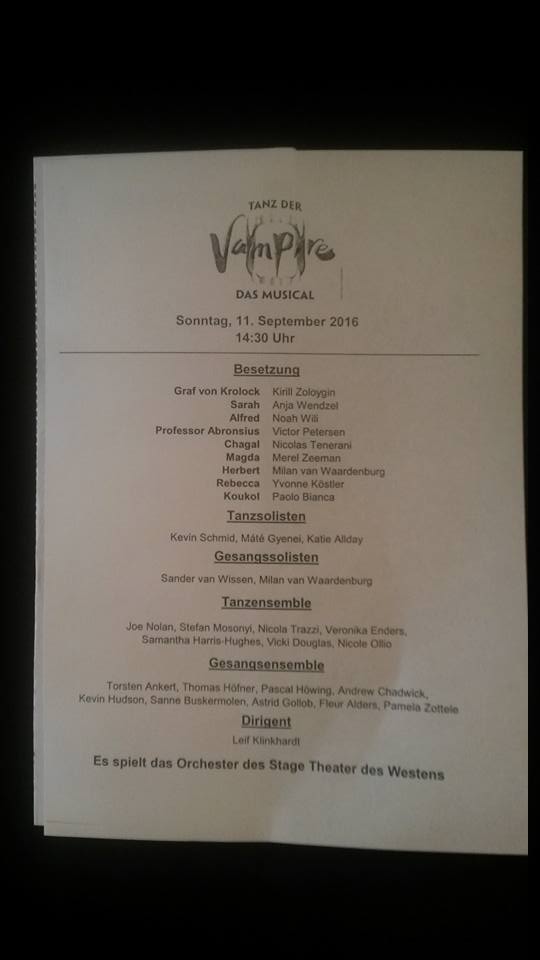 TANZ DER
Vampire
DAS MUSICAL
Sonntag, 11. September 2016
14:30 Uhr
Besetzung
Graf von Krolock Kirill Zoloygin
Sarah Anja Wendzel
Alfred Noah Wili
Professor Abronsius Victor Petersen
Chagal Nicolas Tenerani
Magda Merel Zeeman
Herbert Milan van Waardenburg
Rebecca Yvonne Köstler
Koukol Paolo Bianca
Tanzsolisten
Kevin Schmid, Máté Gyenei, Katie Allday
Gesangssolisten
Sander van Wissen, Milan van Waardenburg
Tanzensemble
Joe Nolan, Stefan Mosonyi, Nicola Trazzi, Veronika Enders,
Samantha Harris-Hughes, Vicki Douglas, Nicole Ollio
Gesangsensemble
Torsten Ankert, Thomas Höfner, Pascal Höwing, Andrew Chadwick,
Kevin Hudson, Sanne Buskermolen, Astrid Gollob, Fleur Alders, Pamela Zottele
Dirigent
Leif Klinkhardt
Es spielt das Orchester des Stage Theater des Westens